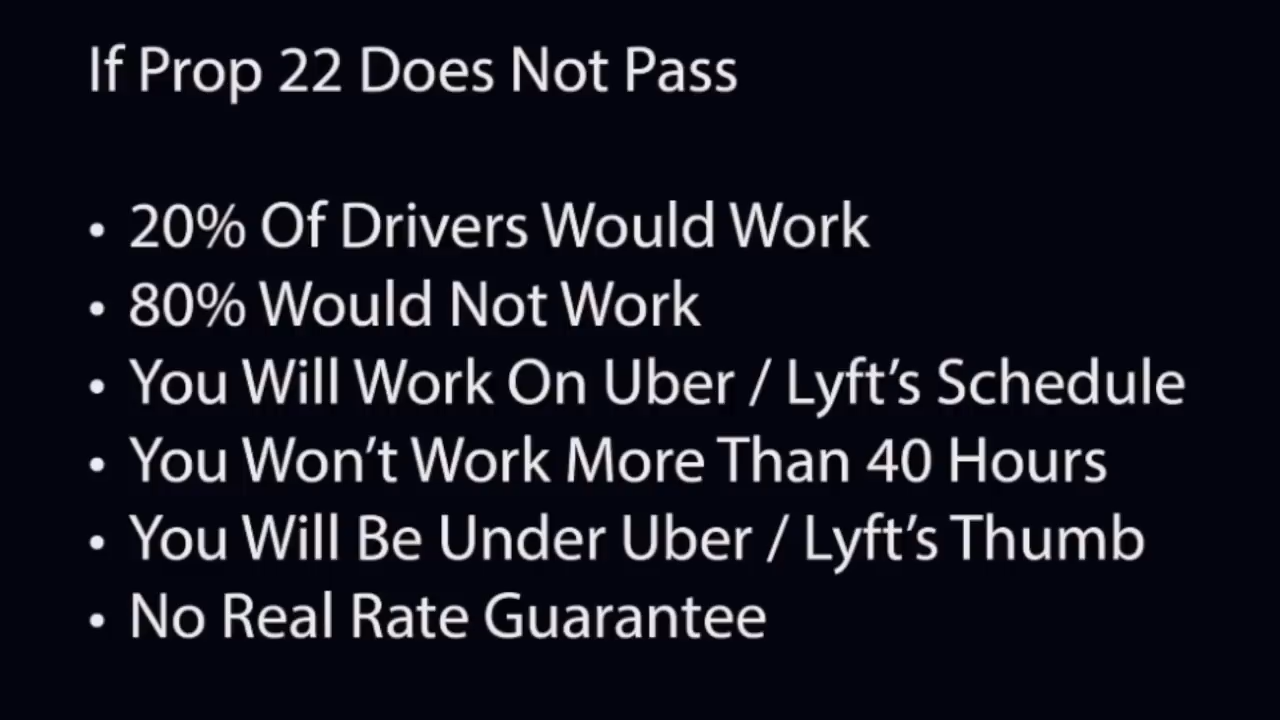 If Prop 22 Does Not Pass
• 20% Of Drivers Would Work
• 80% Would Not Work
• You Will Work On Uber / Lyft’s Schedule
• You Won’t Work More Than 40 Hours
• You Will Be Under Uber / Lyft’s Thumb
• No Real Rate Guarantee